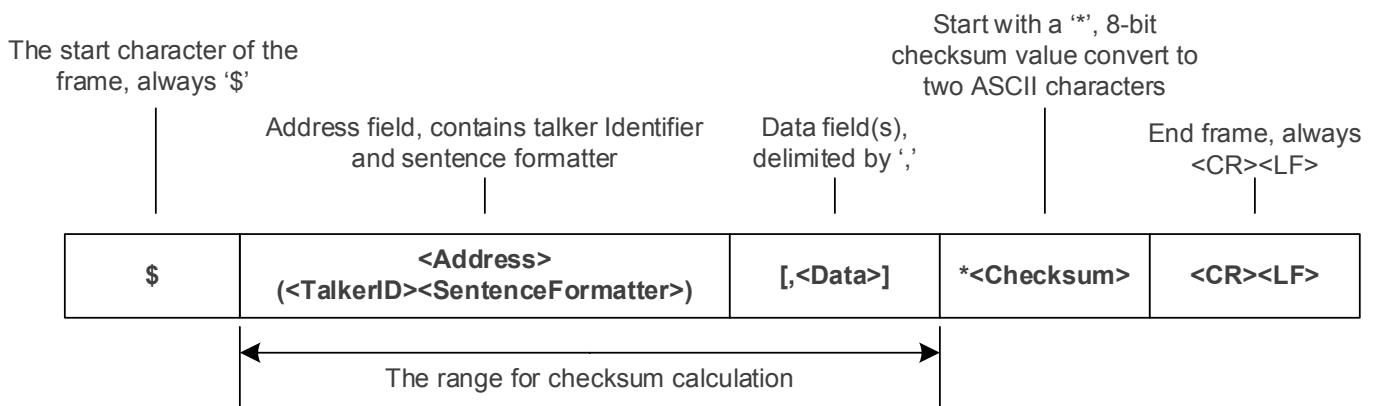 The start character of the
frame, always ‘$’
Address field, contains talker Identifier
and sentence formatter
Data field(s),
delimited by ‘,’
Start with a ‘*’, 8-bit
checksum value convert to
two ASCII characters
End frame, always
<CR><LF>
$
<Address>
(<TalkerID><SentenceFormatter>)
[,<Data>]
*<Checksum>
<CR><LF>
The range for checksum calculation